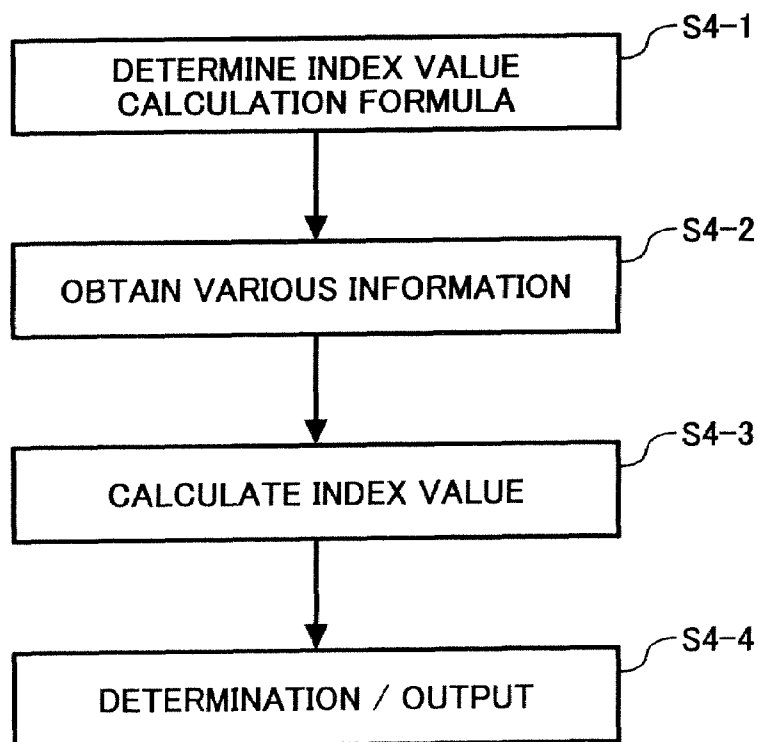 S4-1
DETERMINE INDEX VALUE
CALCULATION FORMULA
S4-2
OBTAIN VARIOUS INFORMATION
S4-3
CALCULATE INDEX VALUE
S4-4
DETERMINATION / OUTPUT